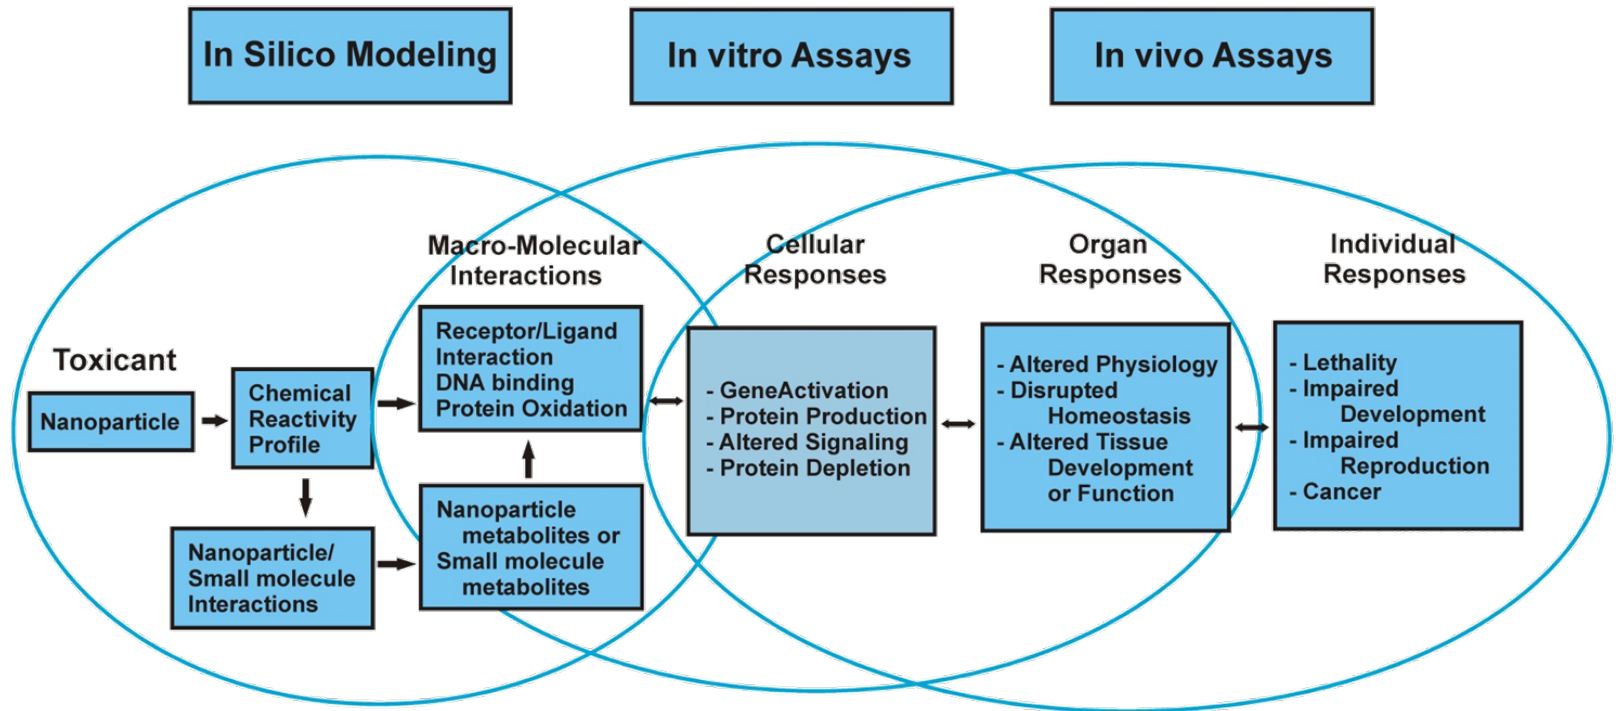 In Silico Modeling
In vitro Assays
In vivo Assays
Toxicant
Nanoparticle
Chemical
Reactivity
Profile
Nanoparticle/
Small molecule
Interactions
Macro-Molecular
Interactions
Receptor/Ligand
Interaction
DNA binding
Protein Oxidation
Nanoparticle
metabolites or
Small molecule
metabolites
Cellular
Responses
- GeneActivation
- Protein Production
- Altered Signaling
- Protein Depletion
Organ
Responses
- Altered Physiology
- Disrupted
Homeostasis
- Altered Tissue
Development
or Function
Individual
Responses
- Lethality
- Impaired
Development
- Impaired
Reproduction
- Cancer